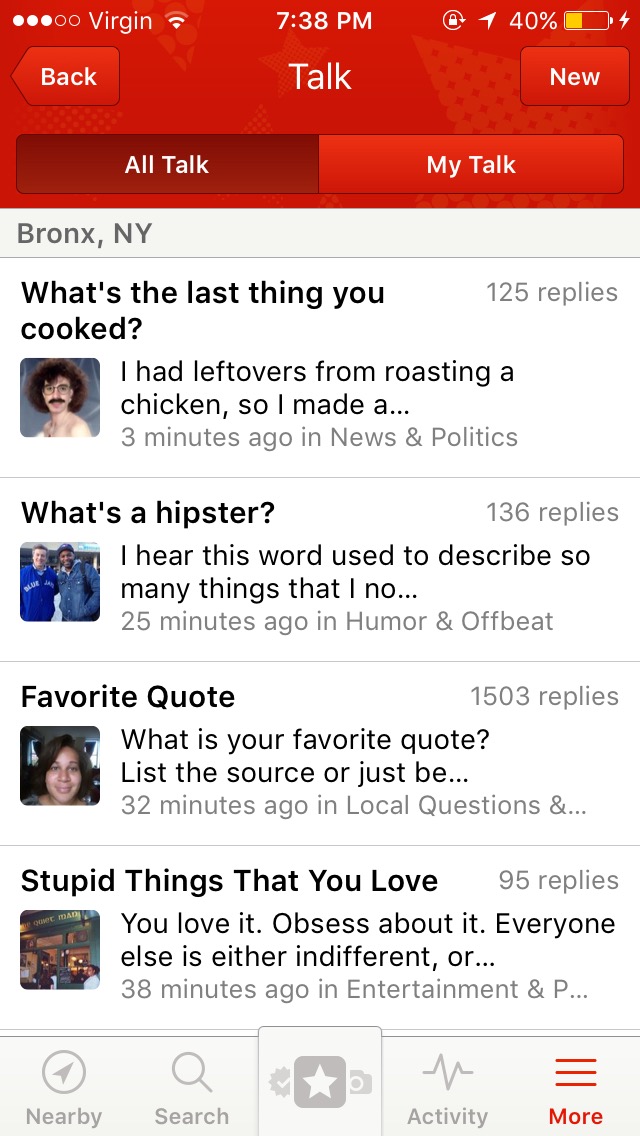 Virgin 7:38 PM 40%
Back Talk New
All Talk My Talk
Bronx, NY
What's the last thing you 125 replies
cooked?
I had leftovers from roasting a
chicken, so I made a...
3 minutes ago in News & Politics
What's a hipster? 136 replies
I hear this word used to describe so
many things that I no...
25 minutes ago in Humor & Offbeat
BLUE JAYS
Favorite Quote 1503 replies
What is your favorite quote?
List the source or just be...
32 minutes ago in Local Questions &...
Stupid Things That You Love 95 replies
QUIET MAN
You love it. Obsess about it. Everyone
else is either indifferent, or...
38 minutes ago in Entertainment & P...
Nearby Search Activity More